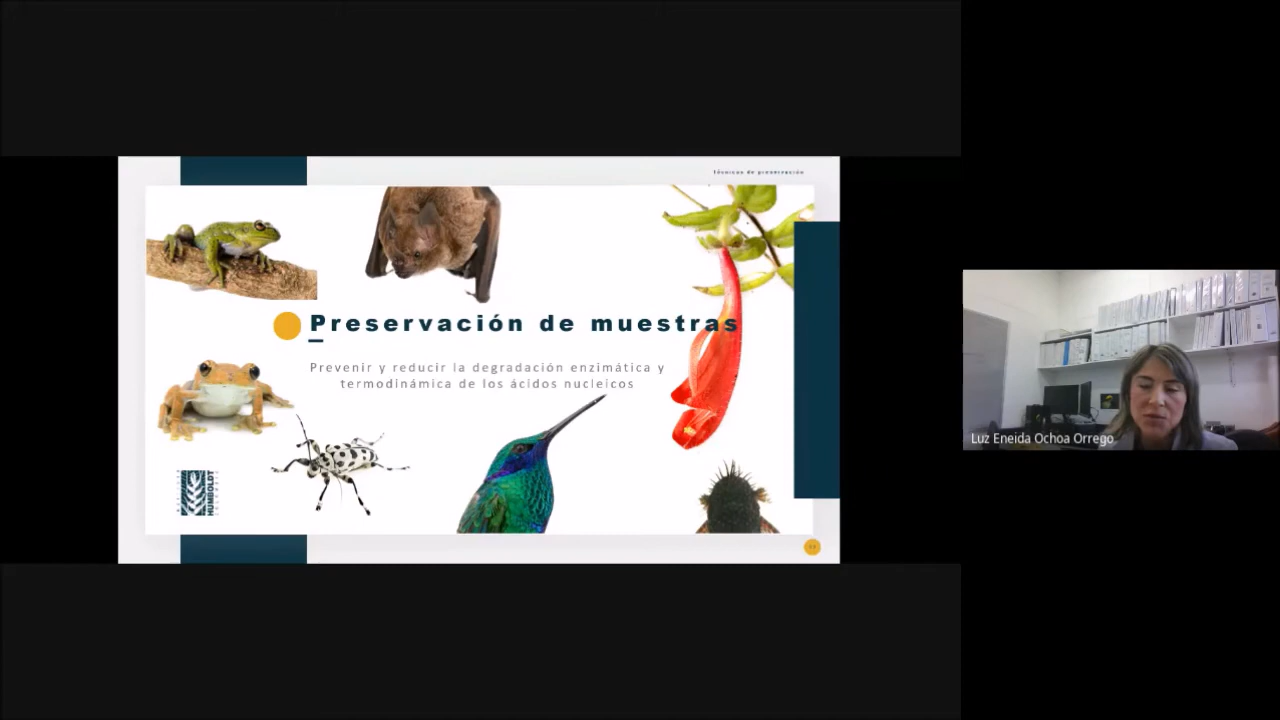 Técnicas de preservación
Preservación de muestras
Prevenir y reducir la degradación enzimática y
termodinámica de los ácidos nucleicos
HUMBOLDT
Luz Eneida Ochoa Orrego